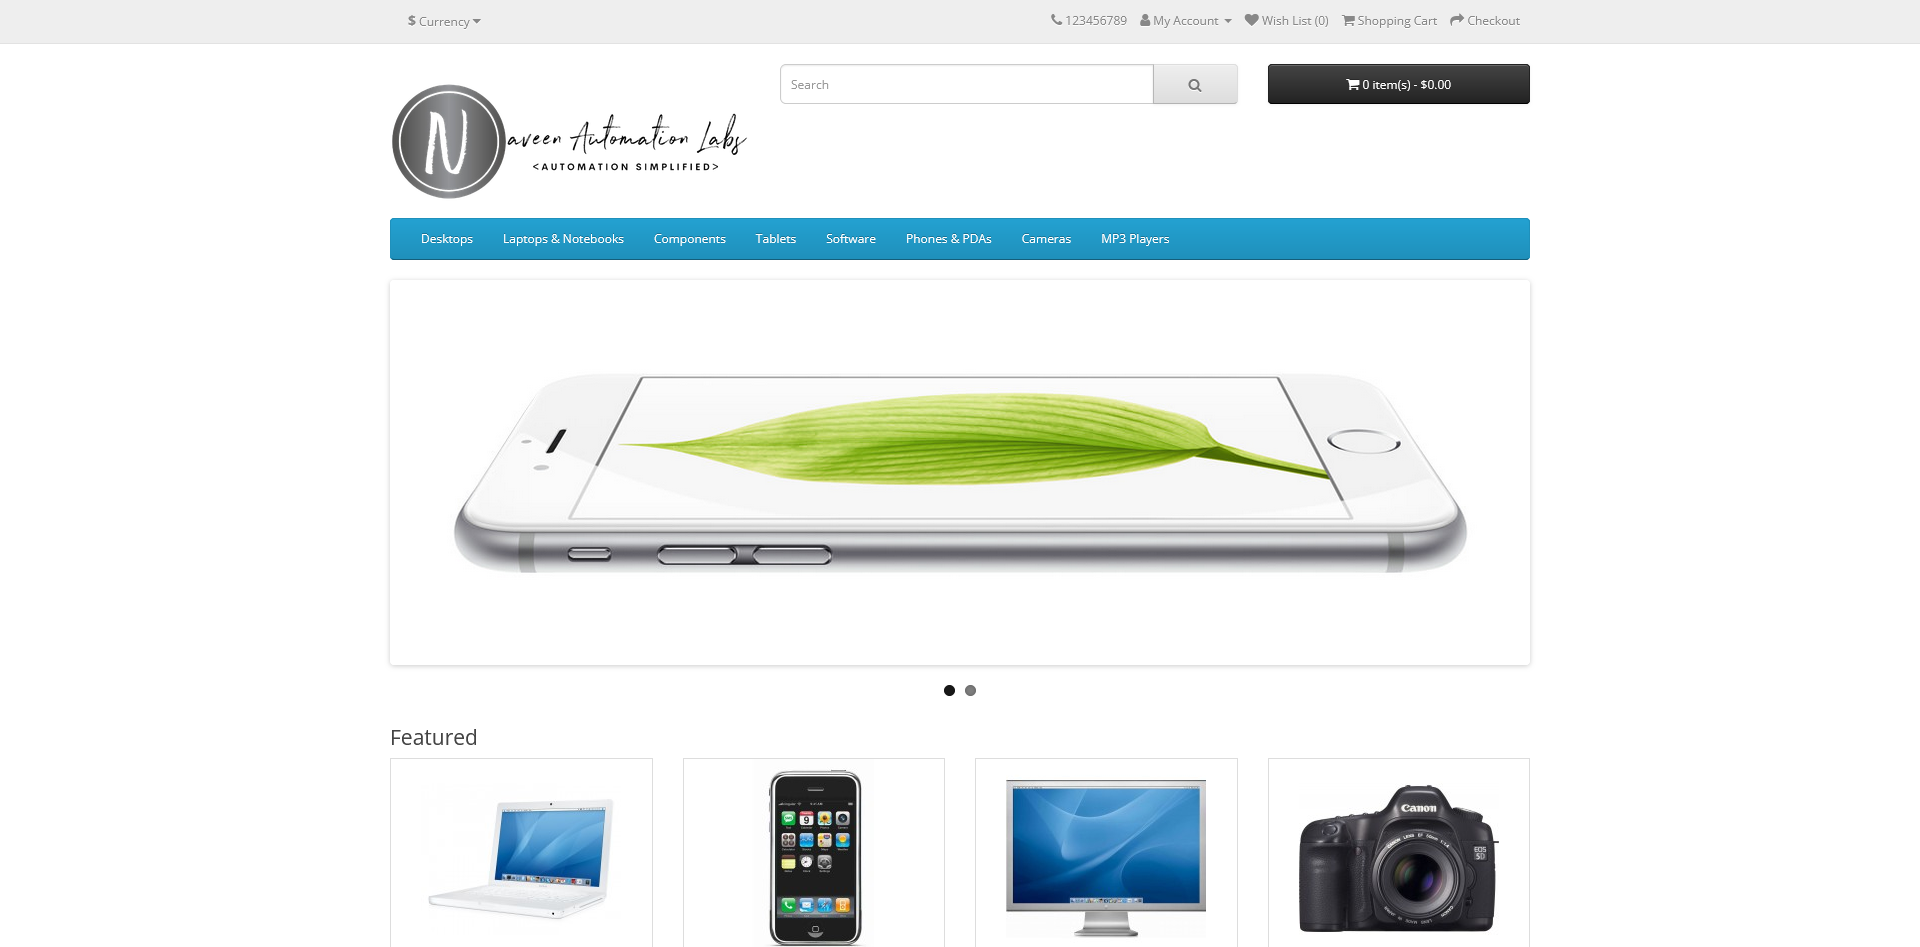 $ Currency
123456789 My Account Wish List (0) Shopping Cart Checkout
Search
0 item(s) - $0.00
N
aveen Automation Labs
<AUTOMATION SIMPLIFIED>
Desktops Laptops & Notebooks Components Tablets Software Phones & PDAs Cameras MP3 Players
Featured
Canon
EOS
5D